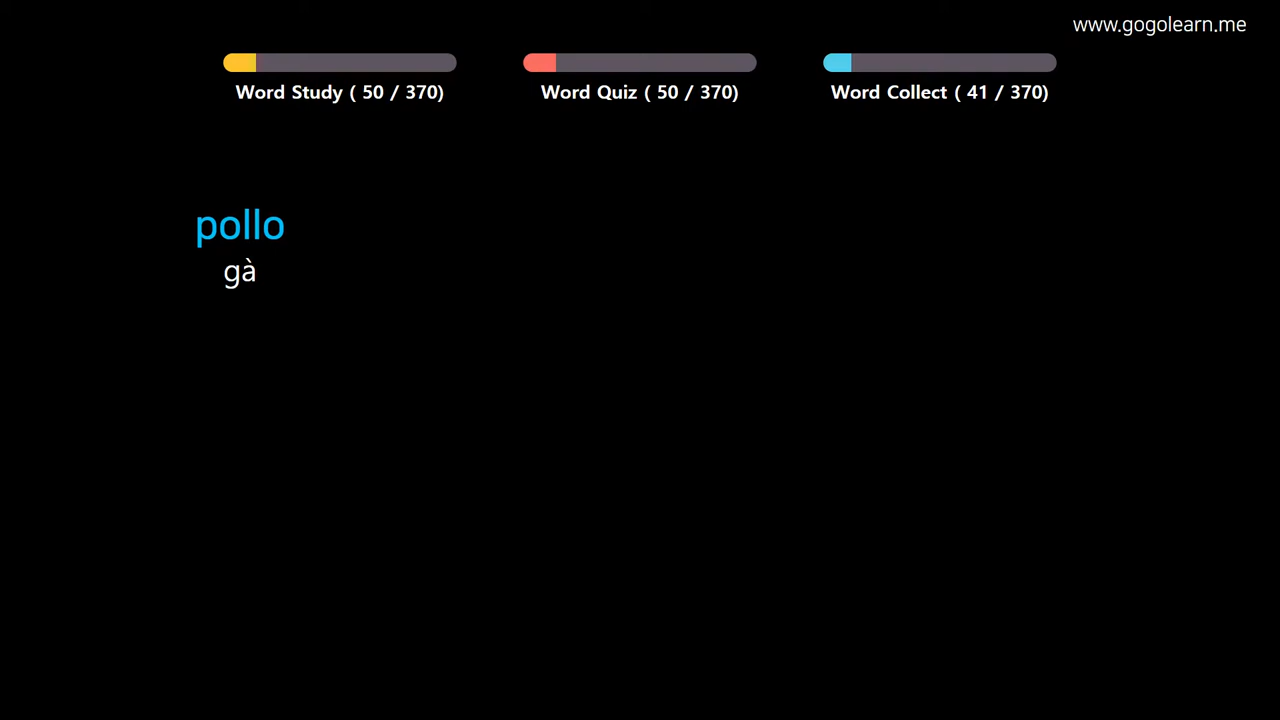 www.gogolearn.me
Word Study ( 50 / 370)
Word Quiz ( 50 / 370)
Word Collect ( 41 / 370)
pollo
gà